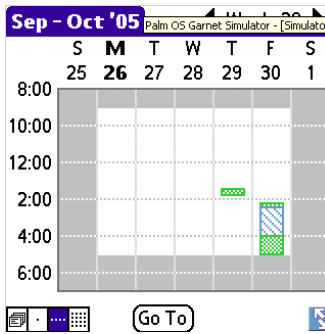 Sep - Oct '05
Palm OS Garnet Simulator - [Simulato
S M T W T F S
25 26 27 28 29 30 1
8:00
10:00
12:00
2:00
4:00
6:00
Go To